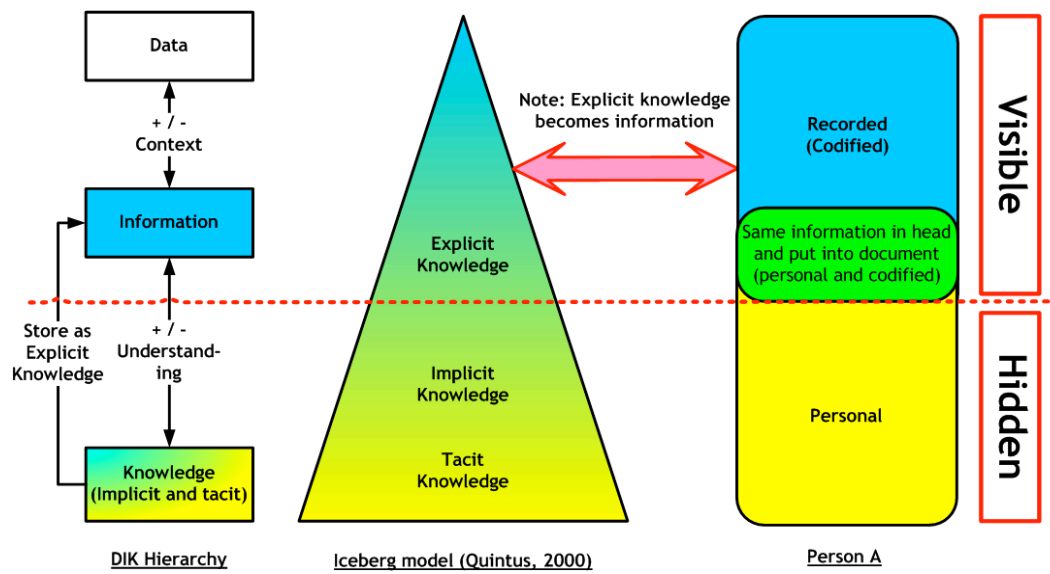 Data
+ / -
Context
Information
Store as
Explicit
Knowledge
+ / -
Understand-
ing
Knowledge
(Implicit and tacit)
DIK Hierarchy
Explicit
Knowledge
Implicit
Knowledge
Tacit
Knowledge
Iceberg model (Quintus, 2000)
Note: Explicit knowledge
becomes information
Recorded
(Codified)
Same information in head
and put into document
(personal and codified)
Personal
Person A
Visible
Hidden